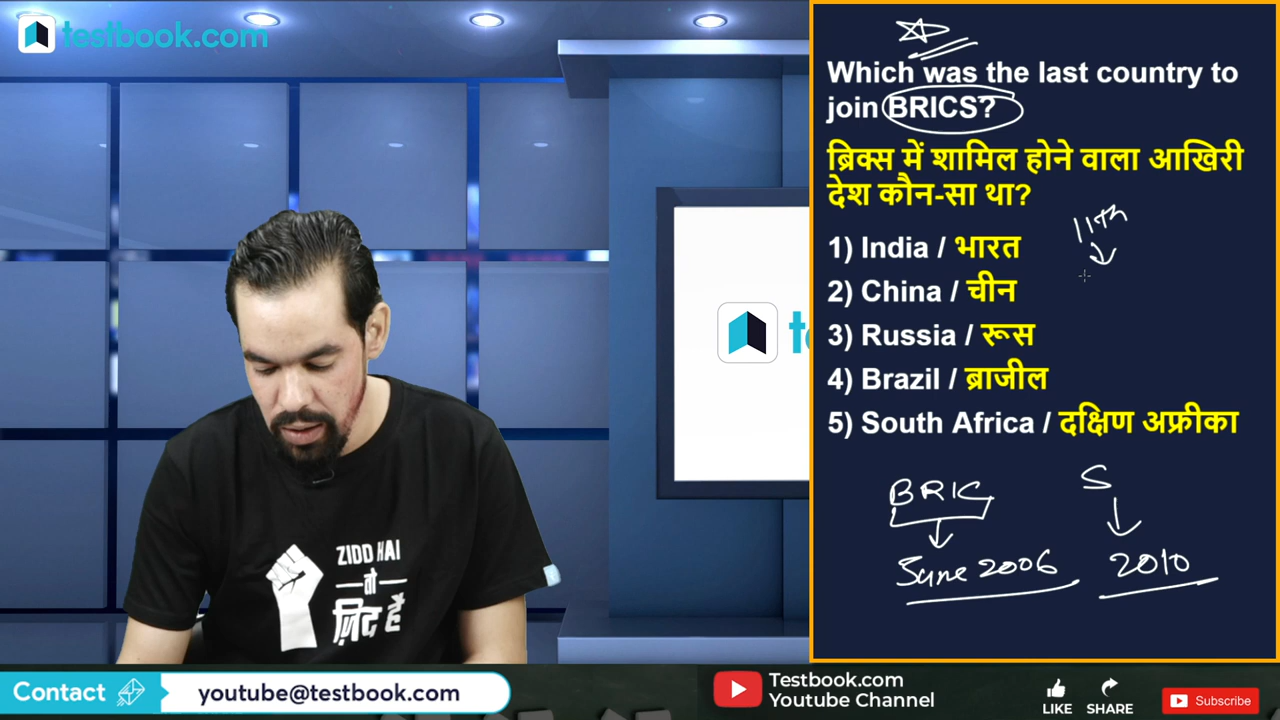 testbook.com
Which was the last country to
join BRICS?
ब्रिक्स में शामिल होने वाला आखिरी
देश कौन-सा था?
11th
1) India / भारत
2) China / चीन
3) Russia / रूस
4) Brazil / ब्राजील
5) South Africa / दक्षिण अफ्रीका
BRIC S
June 2006 2010
t
ZIDD HAI
तो
ज़िद है
Contact youtube@testbook.com
Testbook.com
Youtube Channel
LIKE SHARE Subscribe